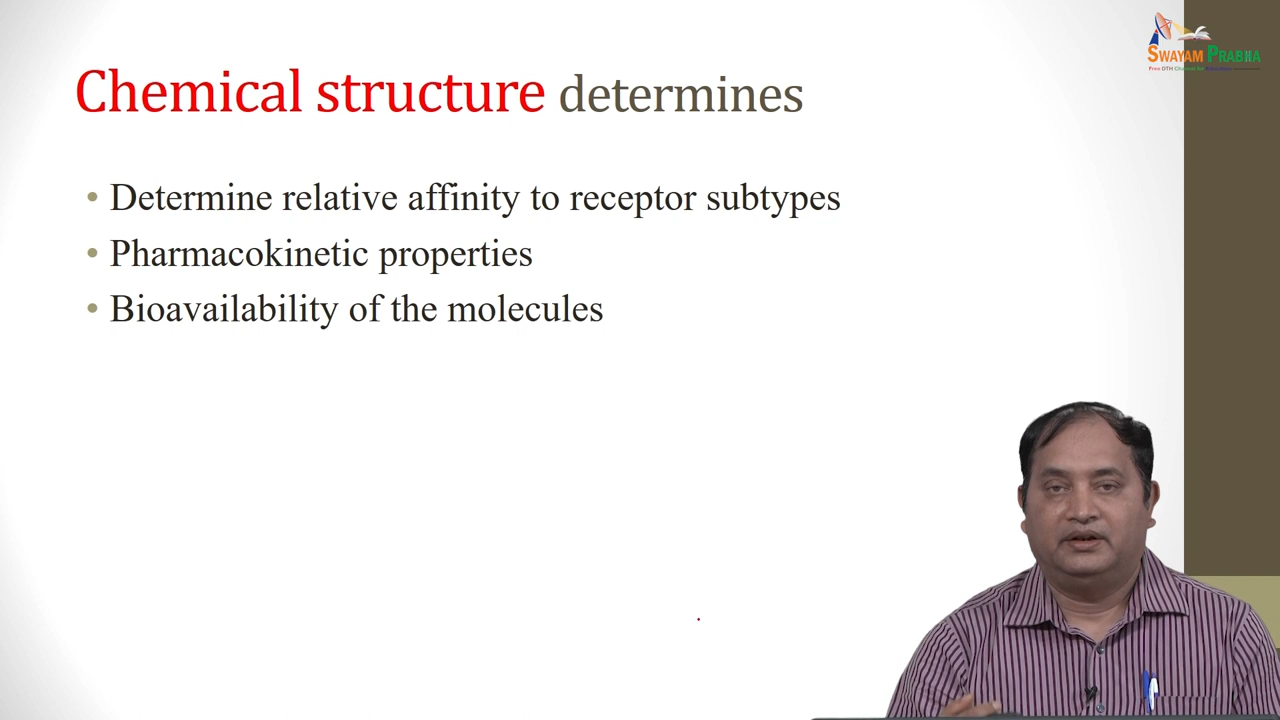 SWAYAM PRABHA
Chemical structure determines
• Determine relative affinity to receptor subtypes
• Pharmacokinetic properties
• Bioavailability of the molecules